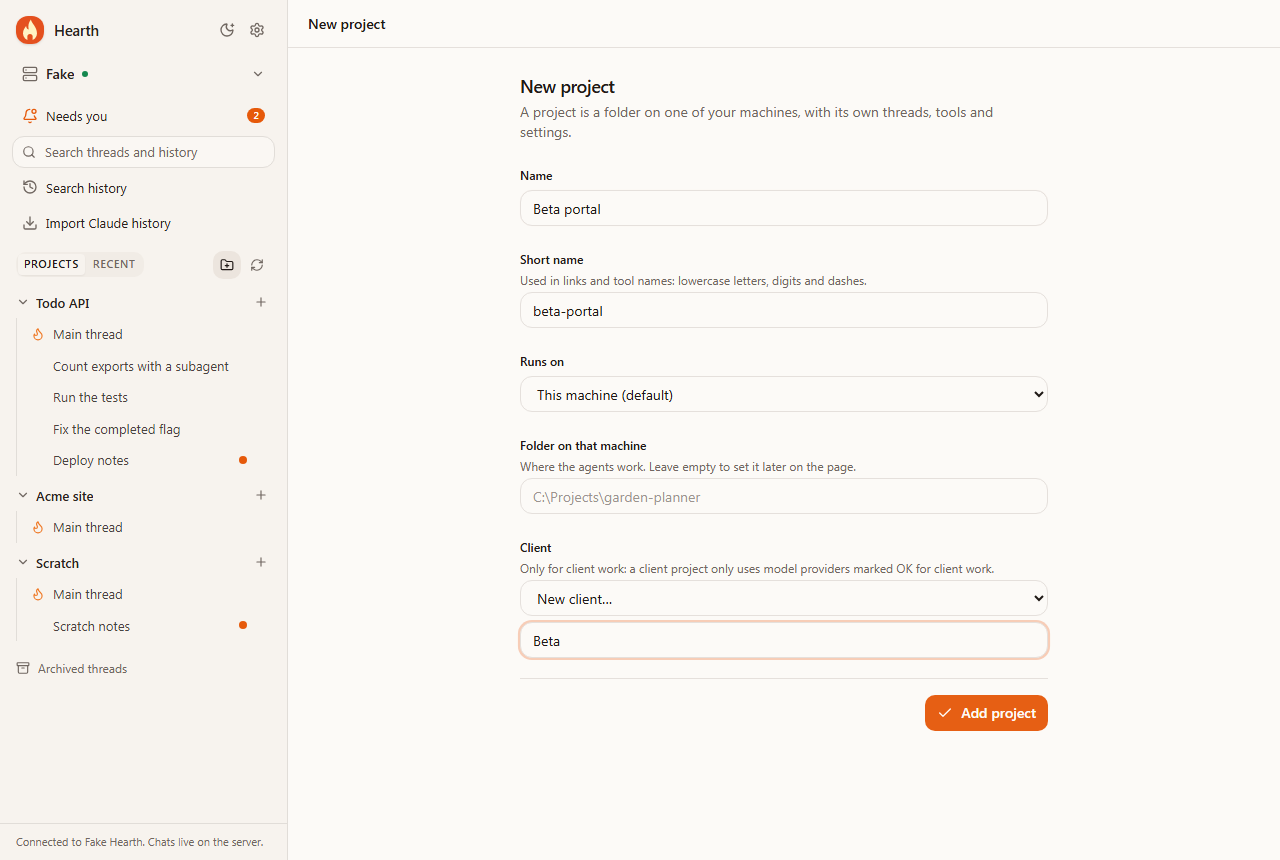 Hearth
Fake
Needs you
2
Search threads and history
Search history
Import Claude history
PROJECTS RECENT
Todo API
Main thread
Count exports with a subagent
Run the tests
Fix the completed flag
Deploy notes
Acme site
Main thread
Scratch
Main thread
Scratch notes
Archived threads
Connected to Fake Hearth. Chats live on the server.
New project
New project
A project is a folder on one of your machines, with its own threads, tools and
settings.
Name
Beta portal
Short name
Used in links and tool names: lowercase letters, digits and dashes.
beta-portal
Runs on
This machine (default)
Folder on that machine
Where the agents work. Leave empty to set it later on the page.
C:\Projects\garden-planner
Client
Only for client work: a client project only uses model providers marked OK for client work.
New client...
Beta
Add project